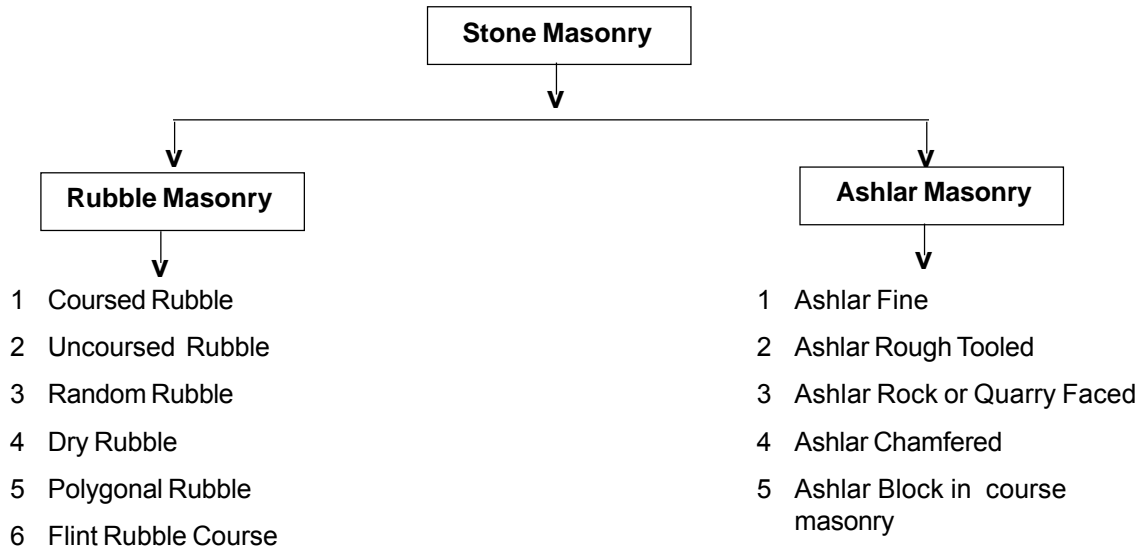 Stone Masonry
Rubble Masonry
1 Coursed Rubble
2 Uncoursed Rubble
3 Random Rubble
4 Dry Rubble
5 Polygonal Rubble
6 Flint Rubble Course
Ashlar Masonry
1 Ashlar Fine
2 Ashlar Rough Tooled
3 Ashlar Rock or Quarry Faced
4 Ashlar Chamfered
5 Ashlar Block in course
masonry